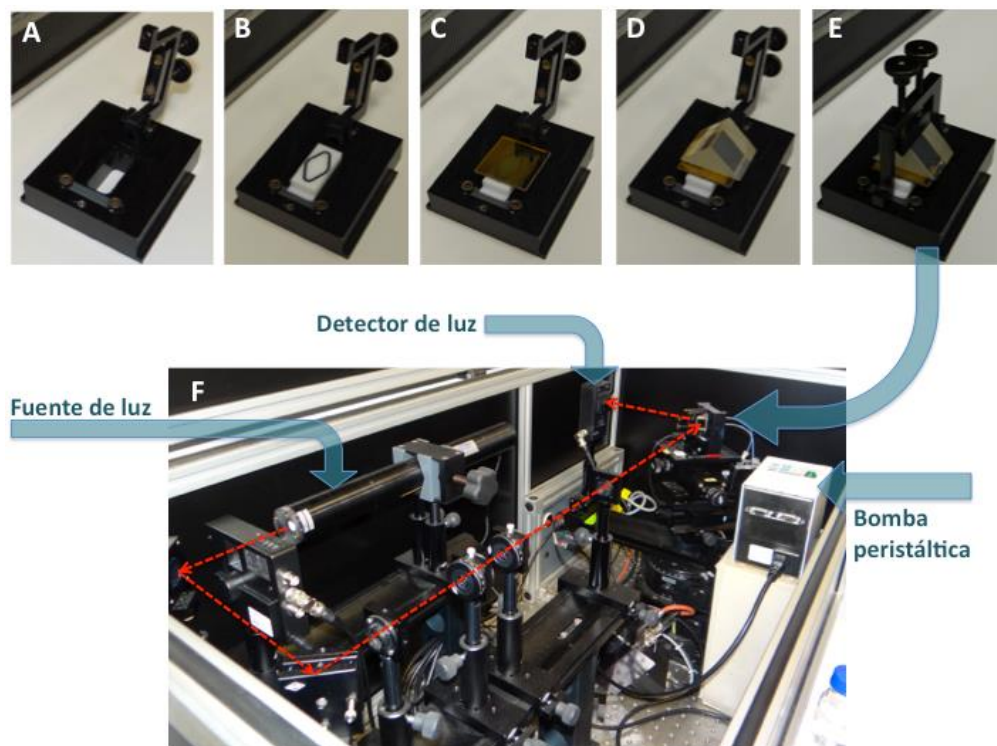 A
B
C
D
E
Detector de luz
Fuente de luz
F
Bomba
peristáltica